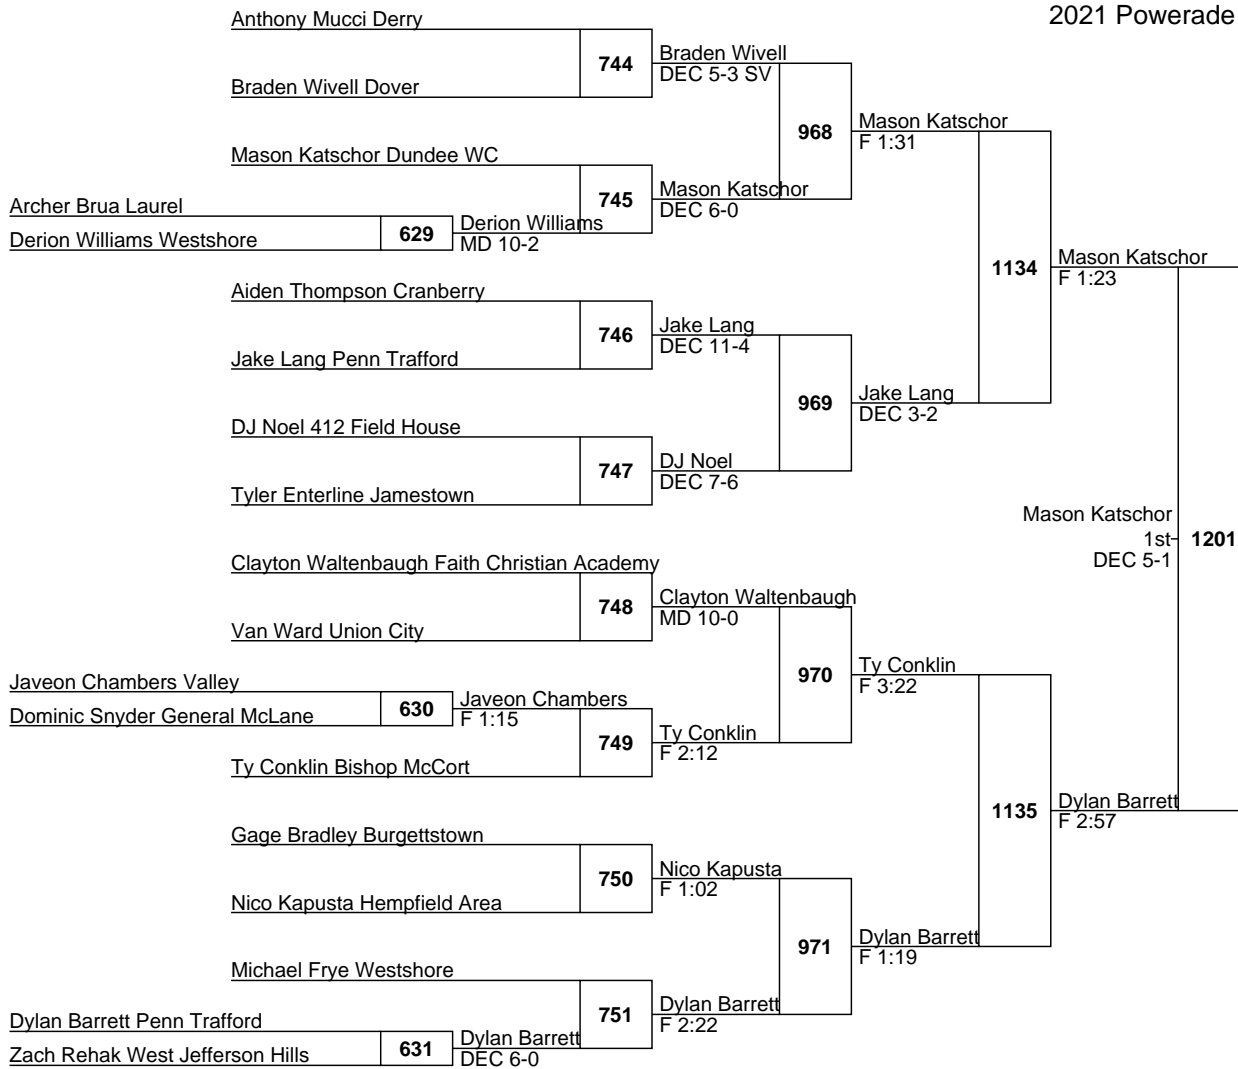 2021 Powerade
Anthony Mucci Derry
744
Braden Wivell
DEC 5-3 SV
Braden Wivell Dover
968
Mason Katschor
F 1:31
Mason Katschor Dundee WC
745
Mason Katschor
DEC 6-0
Archer Brua Laurel
629
Derion Williams
MD 10-2
Derion Williams Westshore
1134
Mason Katschor
F 1:23
Aiden Thompson Cranberry
746
Jake Lang
DEC 11-4
Jake Lang Penn Trafford
969
Jake Lang
DEC 3-2
DJ Noel 412 Field House
747
DJ Noel
DEC 7-6
Tyler Enterline Jamestown
Mason Katschor
1st
1201
DEC 5-1
Clayton Waltenbaugh Faith Christian Academy
748
Clayton Waltenbaugh
MD 10-0
Van Ward Union City
970
Ty Conklin
F 3:22
Javeon Chambers Valley
630
Javeon Chambers
F 1:15
Dominic Snyder General McLane
749
Ty Conklin
F 2:12
Ty Conklin Bishop McCort
1135
Dylan Barrett
F 2:57
Gage Bradley Burgettstown
750
Nico Kapusta
F 1:02
Nico Kapusta Hempfield Area
971
Dylan Barrett
F 1:19
Michael Frye Westshore
751
Dylan Barrett
F 2:22
Dylan Barrett Penn Trafford
631
Dylan Barrett
DEC 6-0
Zach Rehak West Jefferson Hills